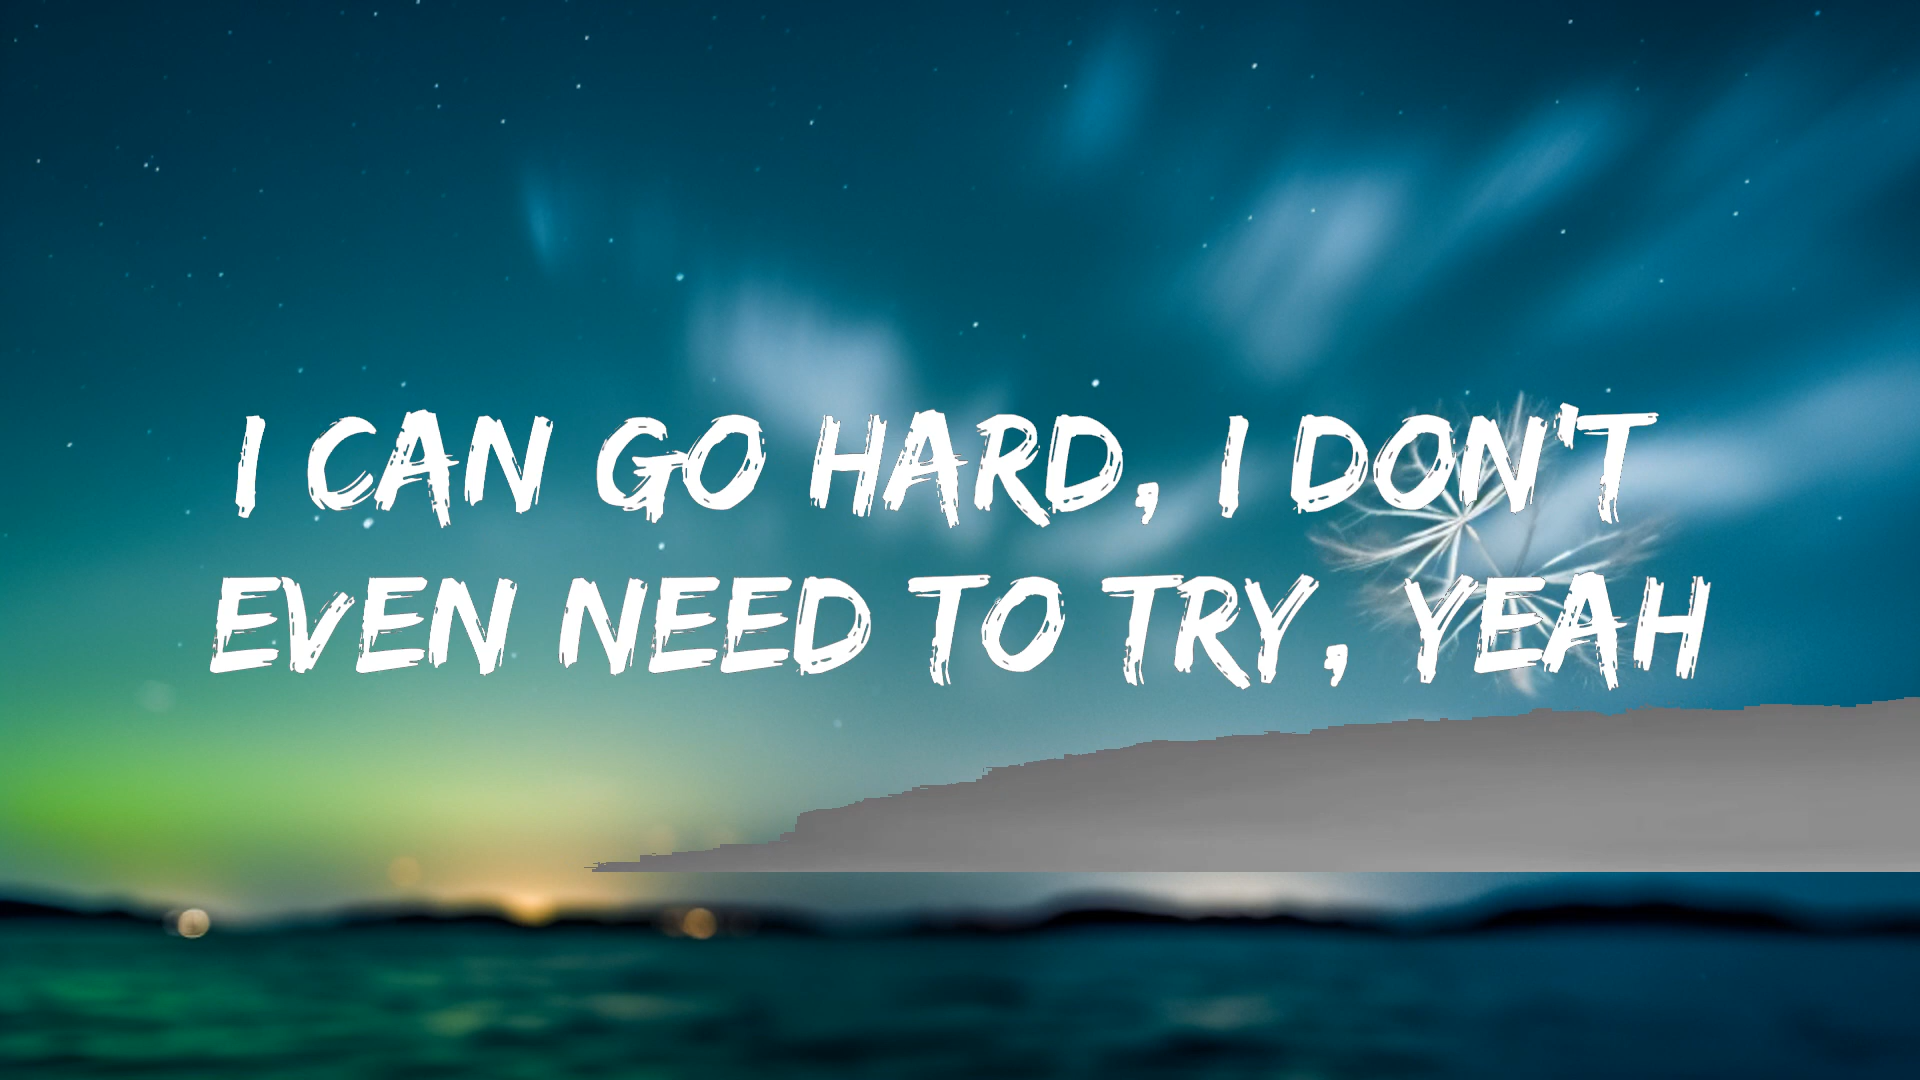 I CAN GO HARD, I DON'T
EVEN NEED TO TRY, YEAH